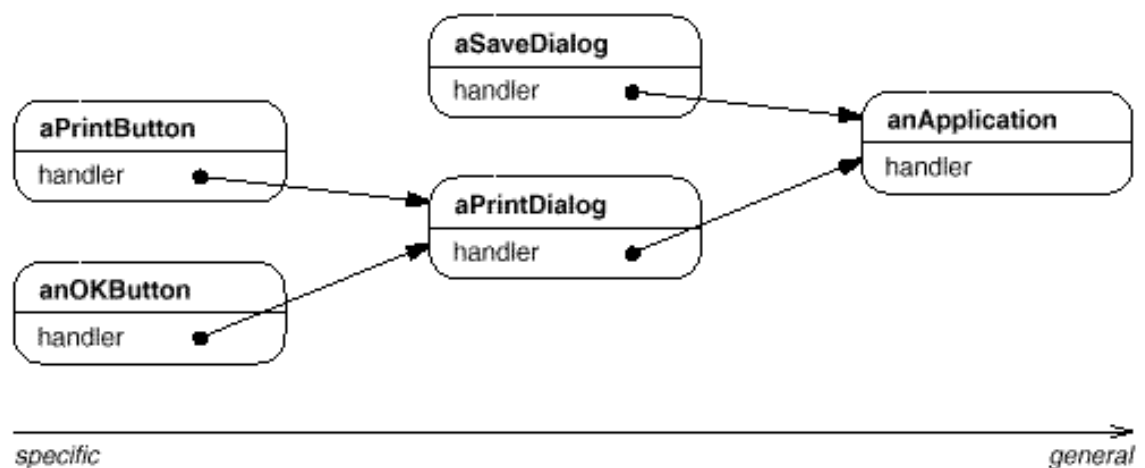 aSaveDialog
handler
aPrintButton
handler
anApplication
handler
aPrintDialog
handler
anOKButton
handler
specific
general